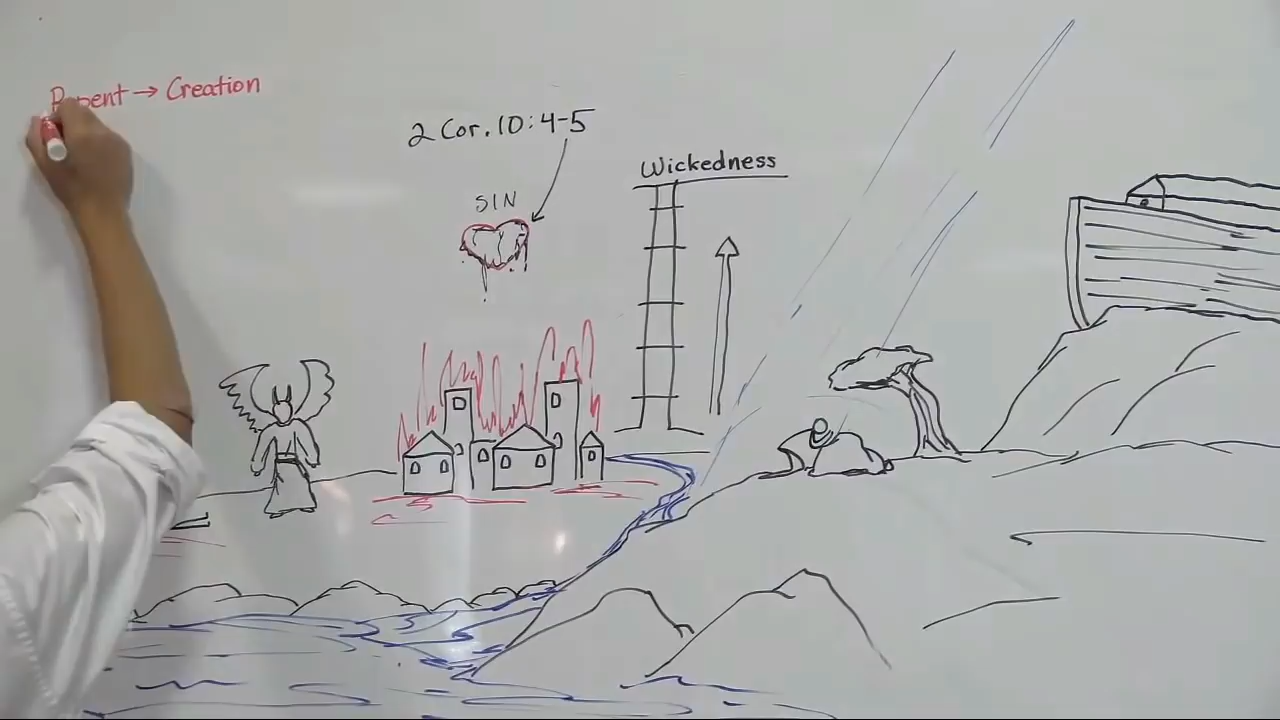 Repent → Creation
2 Cor. 10:4-5
Wickedness
SIN